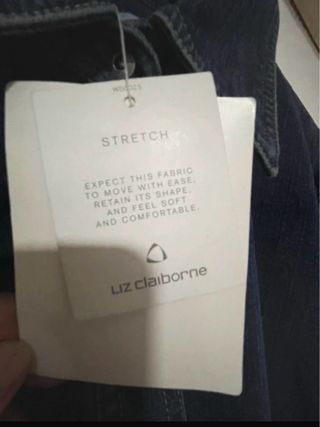 STRETCH
EXPECT THIS FABRIC
TO MOVE WITH EASE,
RETAIN ITS SHAPE,
AND FEEL SOFT
AND COMFORTABLE.
LIZ claiborne